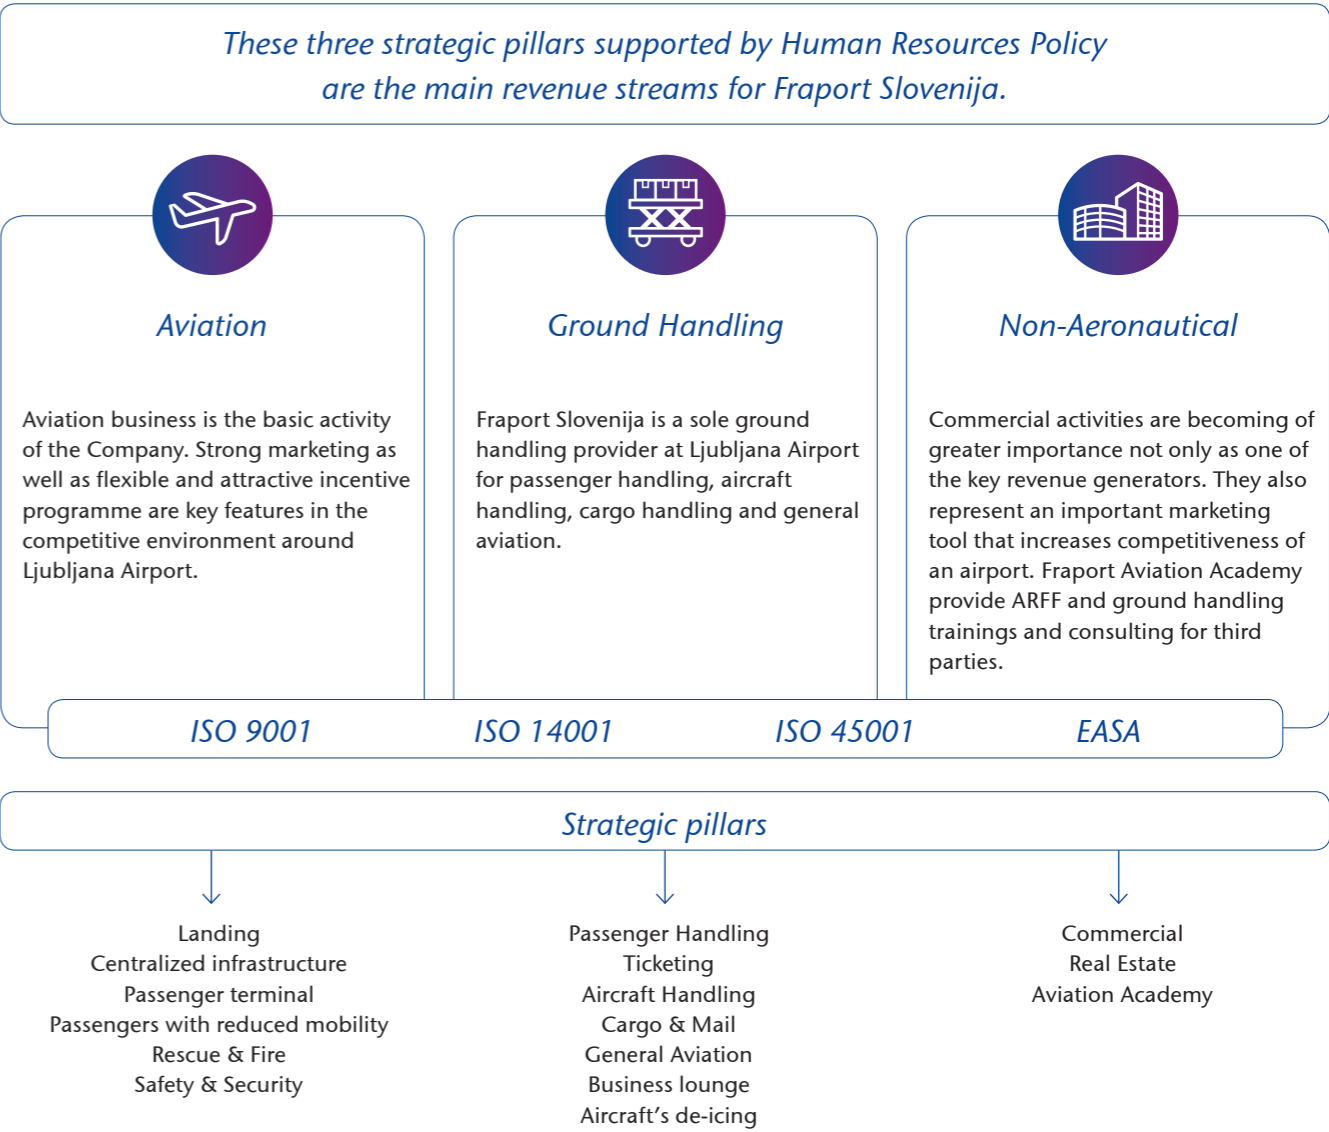 These three strategic pillars supported by Human Resources Policy
are the main revenue streams for Fraport Slovenija.
Aviation
Aviation business is the basic activity
of the Company. Strong marketing as
well as flexible and attractive incentive
programme are key features in the
competitive environment around
Ljubljana Airport.
Ground Handling
Fraport Slovenija is a sole ground
handling provider at Ljubljana Airport
for passenger handling, aircraft
handling, cargo handling and general
aviation.
Non-Aeronautical
Commercial activities are becoming of
greater importance not only as one of
the key revenue generators. They also
represent an important marketing
tool that increases competitiveness of
an airport. Fraport Aviation Academy
provide ARFF and ground handling
trainings and consulting for third
parties.
ISO 9001 ISO 14001 ISO 45001 EASA
Strategic pillars
Landing
Centralized infrastructure
Passenger terminal
Passengers with reduced mobility
Rescue & Fire
Safety & Security
Passenger Handling
Ticketing
Aircraft Handling
Cargo & Mail
General Aviation
Business lounge
Aircraft’s de-icing
Commercial
Real Estate
Aviation Academy